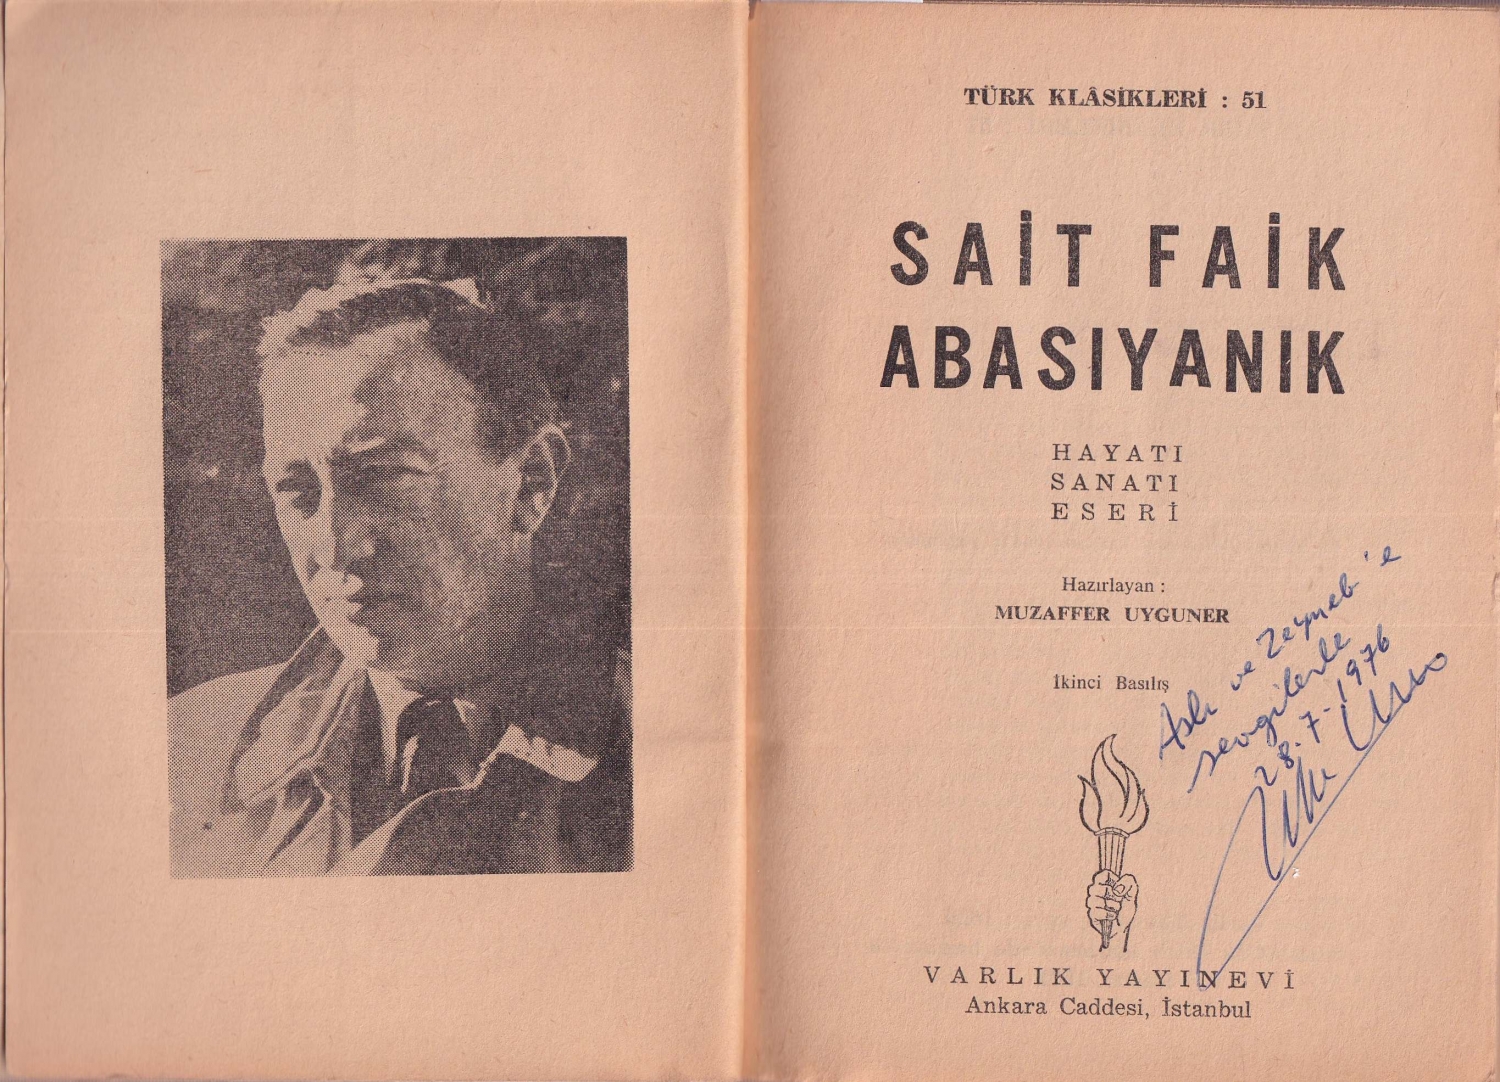 TÜRK KLÂSİKLERİ : 51
SAİT FAİK
ABASIYANIK
HAYATI
SANATI
ESERİ
Hazırlayan :
MUZAFFER UYGUNER
İkinci Basılış
Aslı ve Zeyneb'e
sevgilerle
28.7.1976
VARLIK YAYINEVİ
Ankara Caddesi, İstanbul